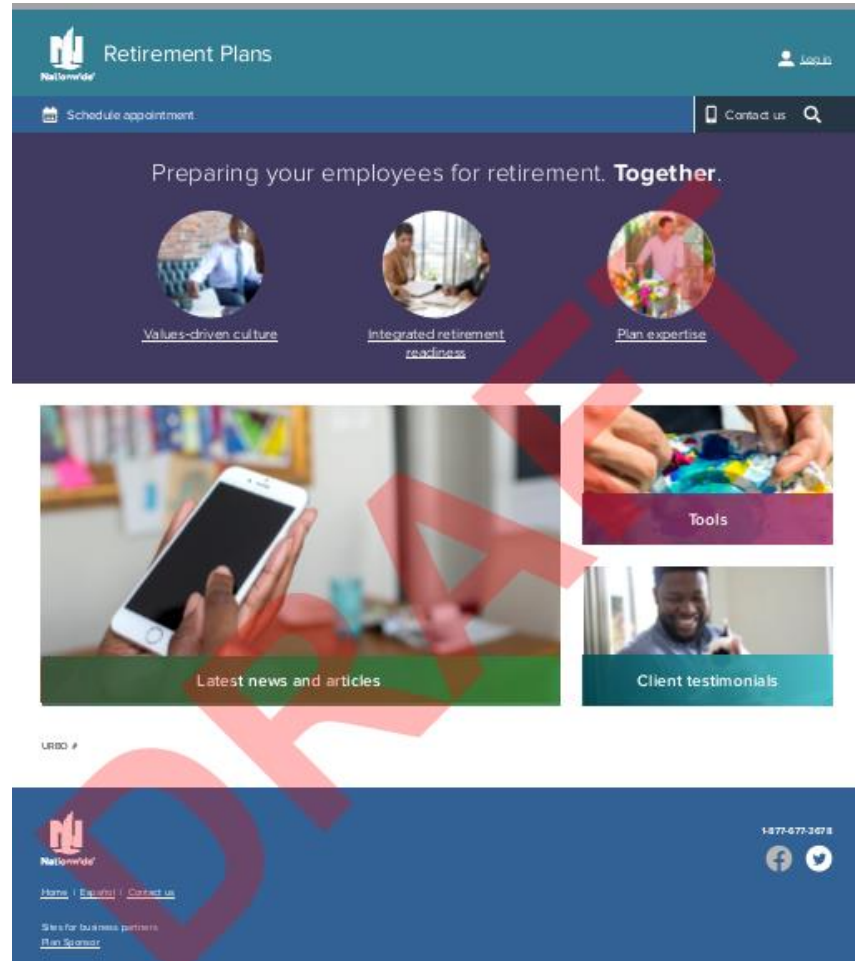 Nationwide®
Retirement Plans
Log in
Schedule appointment
Contact us
Preparing your employees for retirement. Together.
Values-driven culture
Integrated retirement
readiness
Plan expertise
Tools
Latest news and articles
Client testimonials
URBO #
DRAFT
Nationwide®
1-877-677-3678
Home | Español | Contact us
Sites for business partners
Plan Sponsor